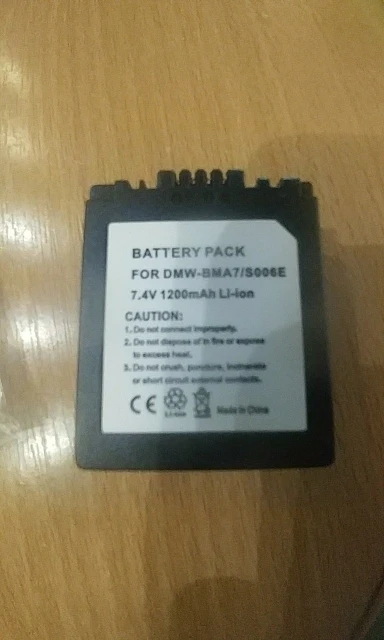 BATTERY PACK
FOR DMW-BMA7/S006E
7.4V 1200mAh Li-ion
CAUTION:
1. Do not connect improperly.
2. Do not dispose of in fire or expose
to excess heat.
3. Do not crush, puncture, incinerate
or short circuit external contacts.
CE
Li-ion
Made in China